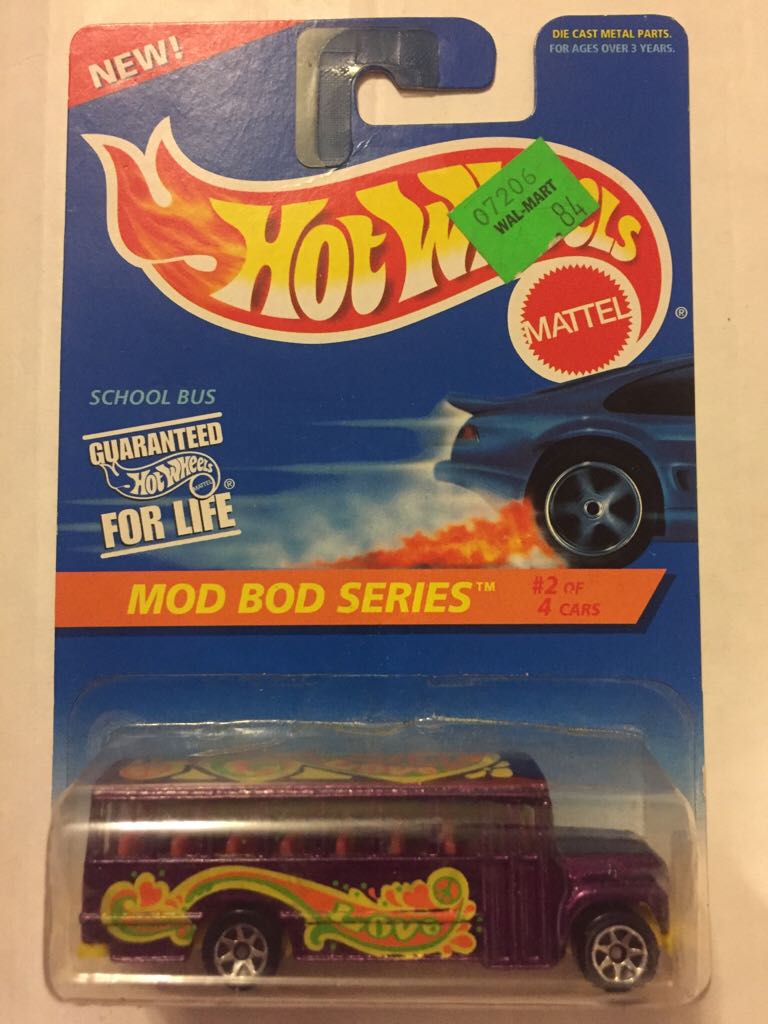 NEW!
DIE CAST METAL PARTS.
FOR AGES OVER 3 YEARS.
HOT WHEELS
07206
WAL-MART
84
MATTEL
®
SCHOOL BUS
GUARANTEED
HOT WHEELS
MATTEL
®
FOR LIFE
MOD BOD SERIES™
#2 OF
4 CARS
Love